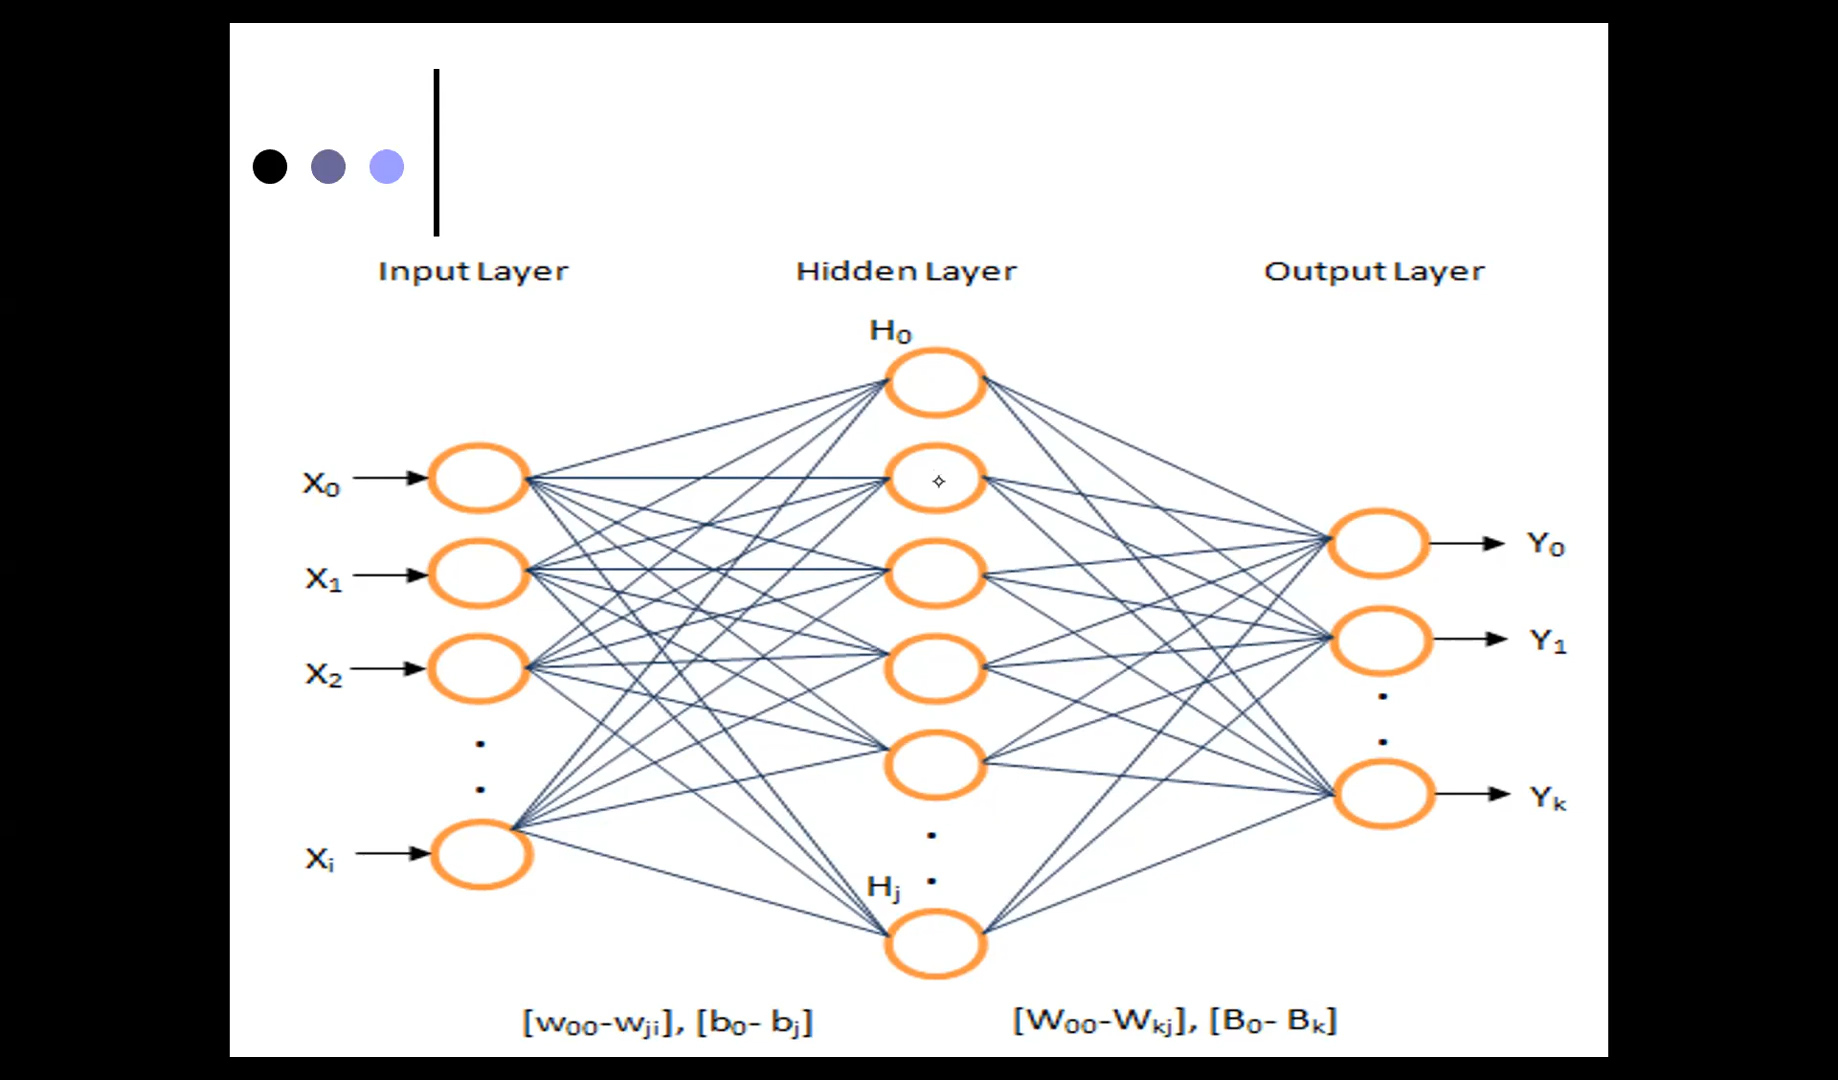 Input Layer
Hidden Layer
Output Layer
H₀
X₀
X₁
X₂
Xᵢ
Hⱼ
Y₀
Y₁
Yₖ
[w₀₀-wⱼᵢ], [b₀- bⱼ]
[W₀₀-Wₖⱼ], [B₀- Bₖ]